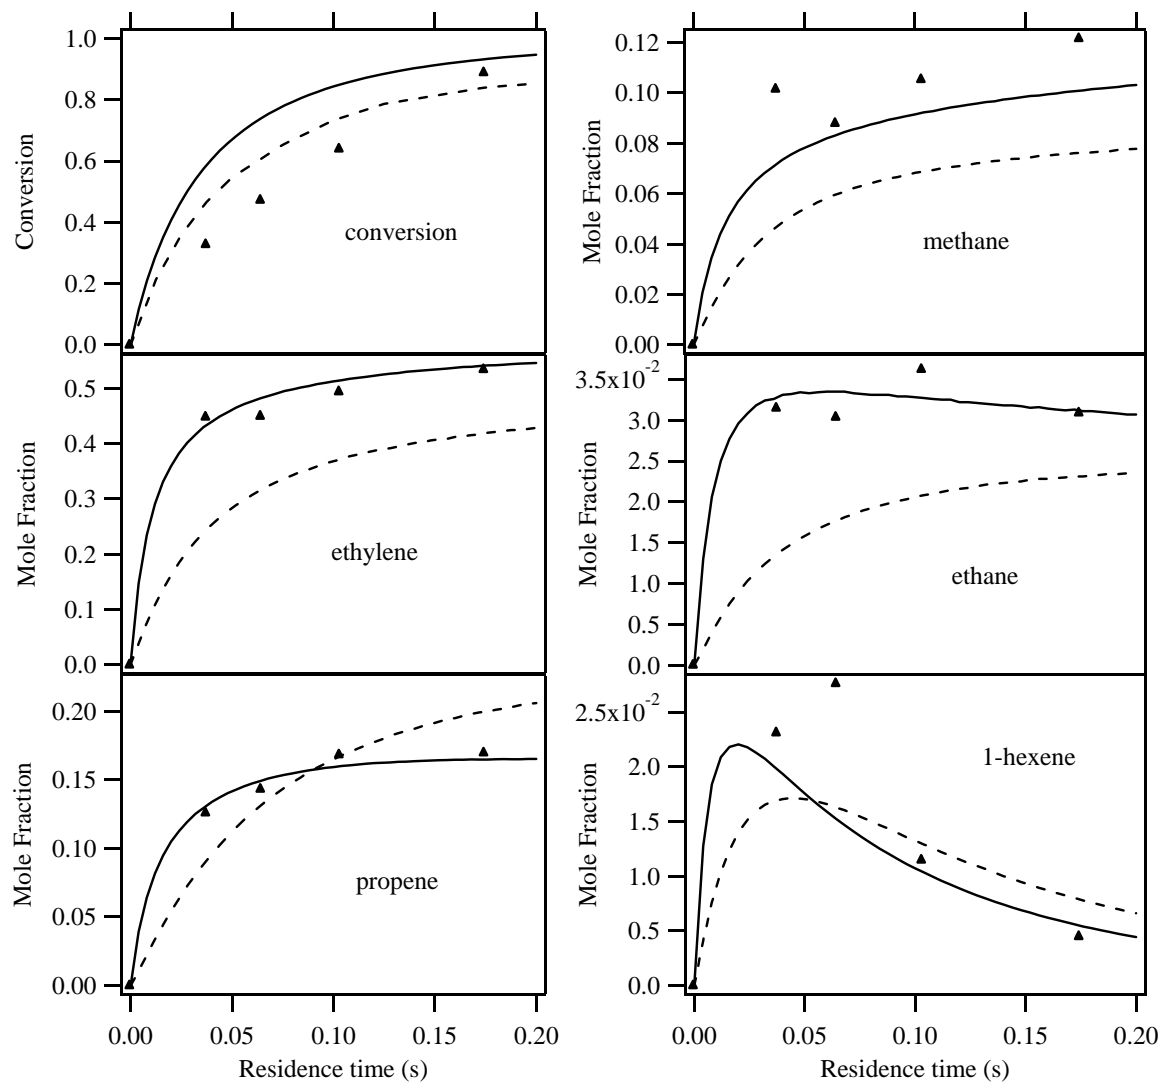 1.0
0.8
0.6
0.4
0.2
0.0
Conversion
conversion
0.12
0.10
0.08
0.06
0.04
0.02
0.00
Mole Fraction
methane
0.5
0.4
0.3
0.2
0.1
0.0
Mole Fraction
ethylene
3.5x10-2
3.0
2.5
2.0
1.5
1.0
0.5
0.0
Mole Fraction
ethane
0.20
0.15
0.10
0.05
0.00
Mole Fraction
propene
2.5x10-2
2.0
1.5
1.0
0.5
0.0
Mole Fraction
1-hexene
0.00 0.05 0.10 0.15 0.20
Residence time (s)
0.00 0.05 0.10 0.15 0.20
Residence time (s)